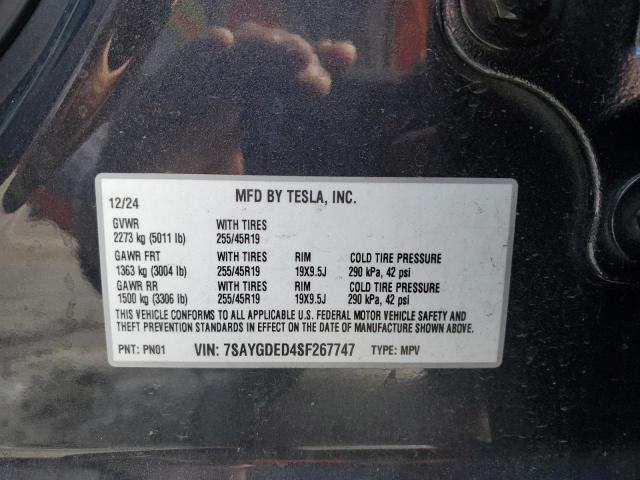 12/24 MFD BY TESLA, INC.
GVWR WITH TIRES
2273 kg (5011 lb) 255/45R19
GAWR FRT WITH TIRES RIM COLD TIRE PRESSURE
1363 kg (3004 lb) 255/45R19 19X9.5J 290 kPa, 42 psi
GAWR RR WITH TIRES RIM COLD TIRE PRESSURE
1500 kg (3306 lb) 255/45R19 19X9.5J 290 kPa, 42 psi
THIS VEHICLE CONFORMS TO ALL APPLICABLE U.S. FEDERAL MOTOR VEHICLE SAFETY AND
THEFT PREVENTION STANDARDS IN EFFECT ON THE DATE OF MANUFACTURE SHOWN ABOVE.
PNT: PN01 VIN: 7SAYGDED4SF267747 TYPE: MPV